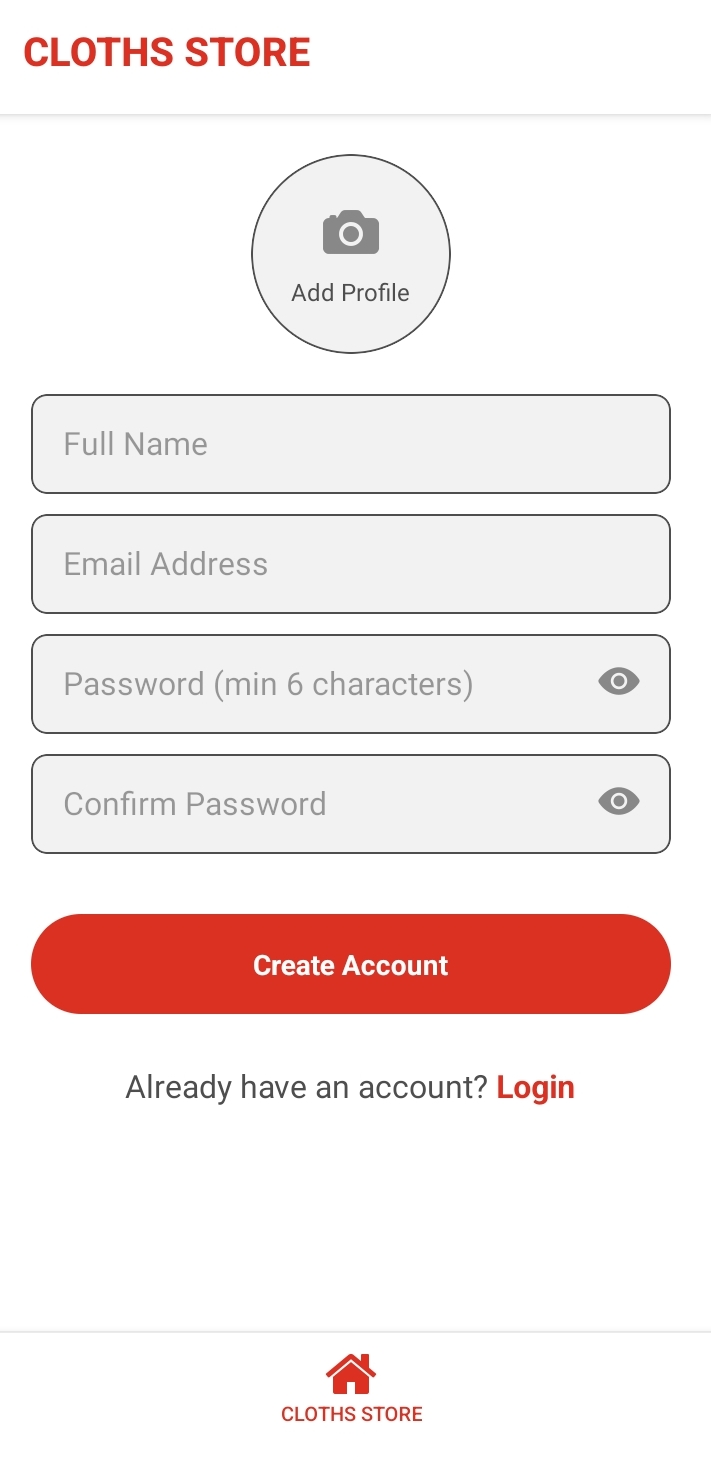 CLOTHS STORE
Add Profile
Full Name
Email Address
Password (min 6 characters)
Confirm Password
Create Account
Already have an account? Login
CLOTHS STORE